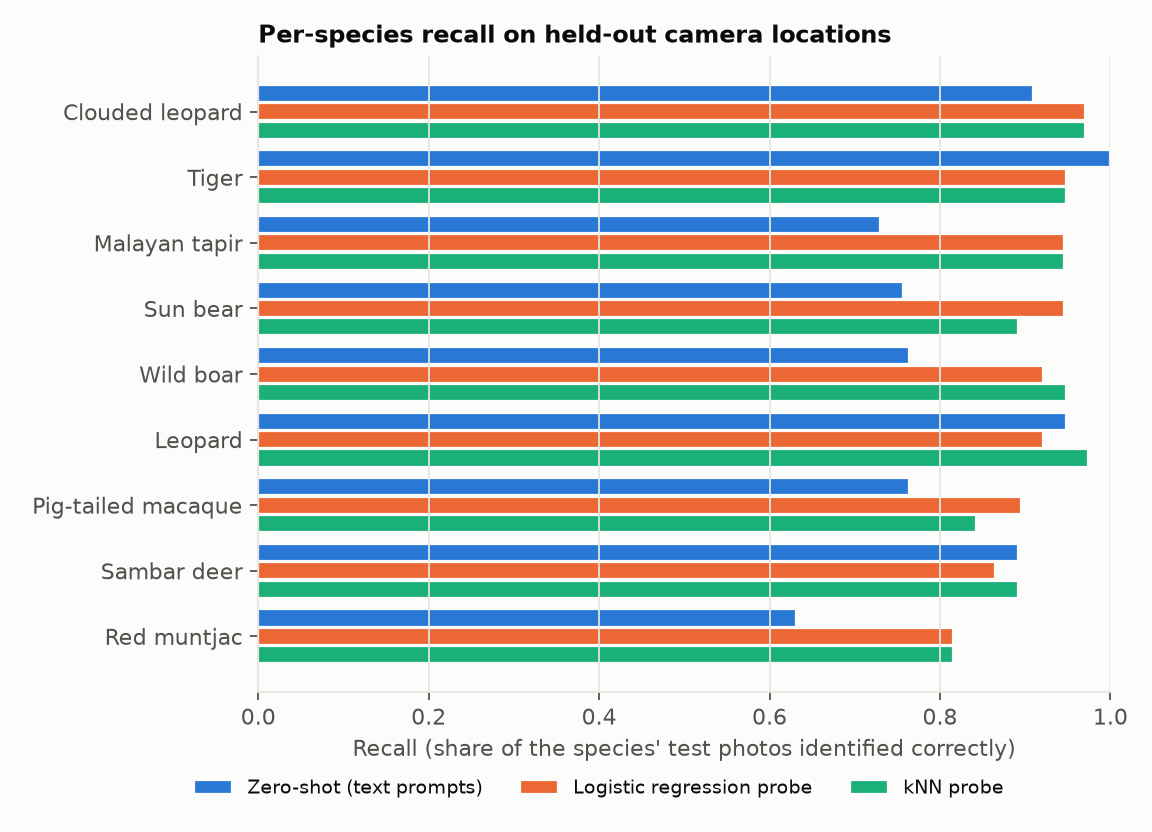 Per-species recall on held-out camera locations
Clouded leopard
Tiger
Malayan tapir
Sun bear
Wild boar
Leopard
Pig-tailed macaque
Sambar deer
Red muntjac
0.0 0.2 0.4 0.6 0.8 1.0
Recall (share of the species' test photos identified correctly)
Zero-shot (text prompts) Logistic regression probe kNN probe